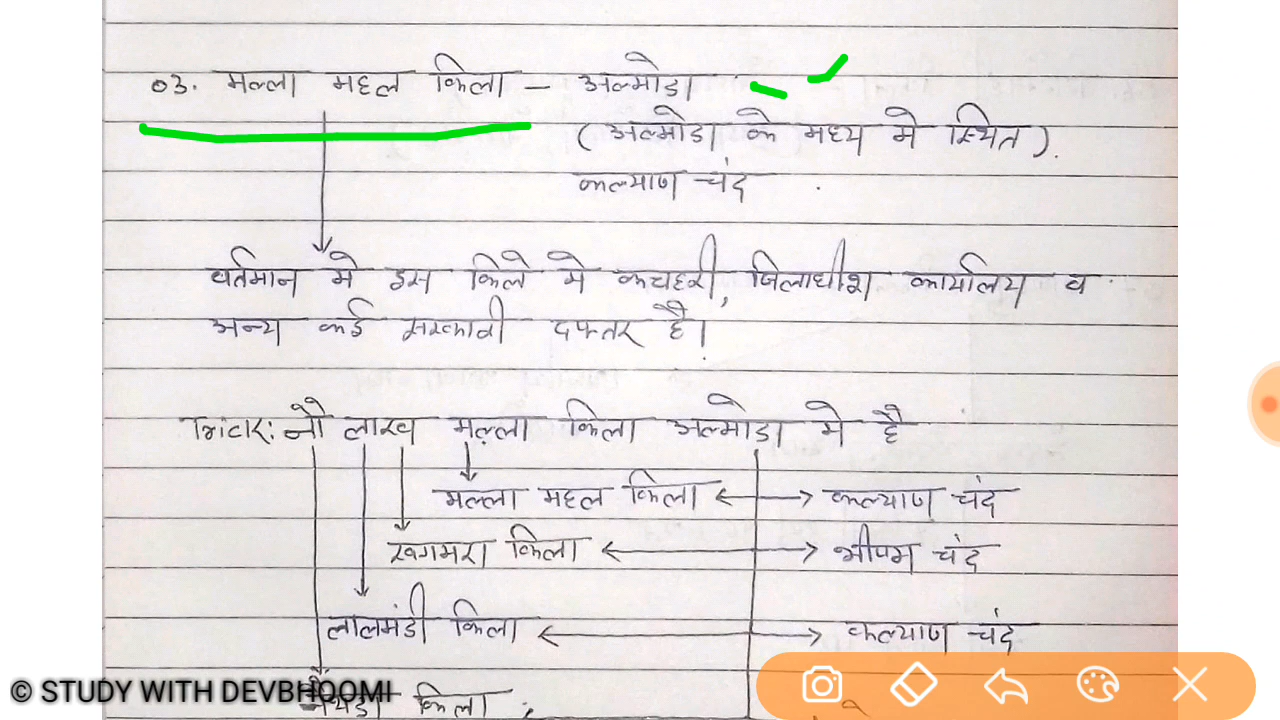 03. मल्ला महल किला – अल्मोडा
(अल्मोडा के मध्य मे स्थित).
कल्याण चंद
वर्तमान मे इस किले मे कचहरी, जिलाधीश कार्यालय व
अन्य कई सरकारी दफ्तर है।
नौ लाख मल्ला किला अल्मोडा मे है
मल्ला महल किला ↔ कल्याण चंद
खगमरा किला ↔ भीषम चंद
लालमंडी किला ↔ कल्याण चंद
किला
© STUDY WITH DEVBHOOMI